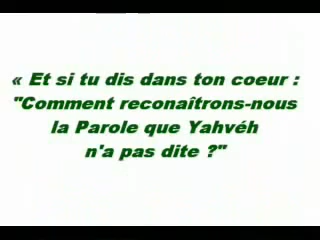 « Et si tu dis dans ton coeur :
"Comment reconaîtrons-nous
la Parole que Yahvéh
n'a pas dite ?"